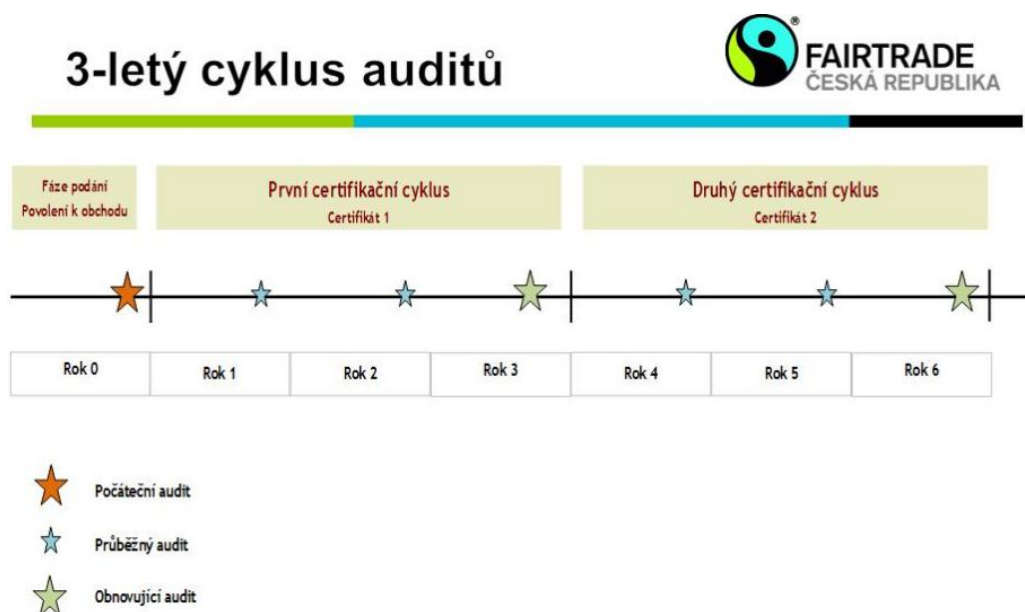 3-letý cyklus auditů
®
FAIRTRADE
ČESKÁ REPUBLIKA
Fáze podání
Povolení k obchodu
První certifikační cyklus
Certifikát 1
Druhý certifikační cyklus
Certifikát 2
Rok 0
Rok 1
Rok 2
Rok 3
Rok 4
Rok 5
Rok 6
Počáteční audit
Průběžný audit
Obnovující audit